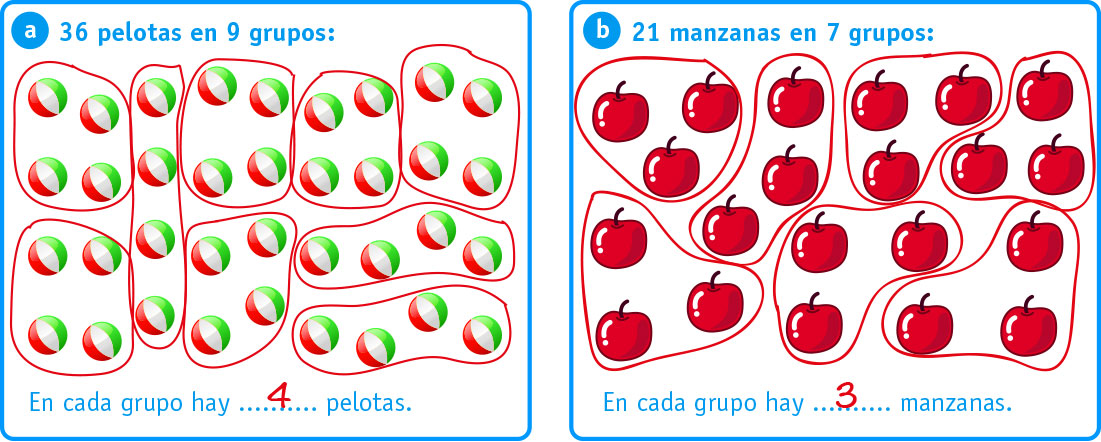 a 36 pelotas en 9 grupos:
En cada grupo hay ....4.... pelotas.
b 21 manzanas en 7 grupos:
En cada grupo hay ....3.... manzanas.